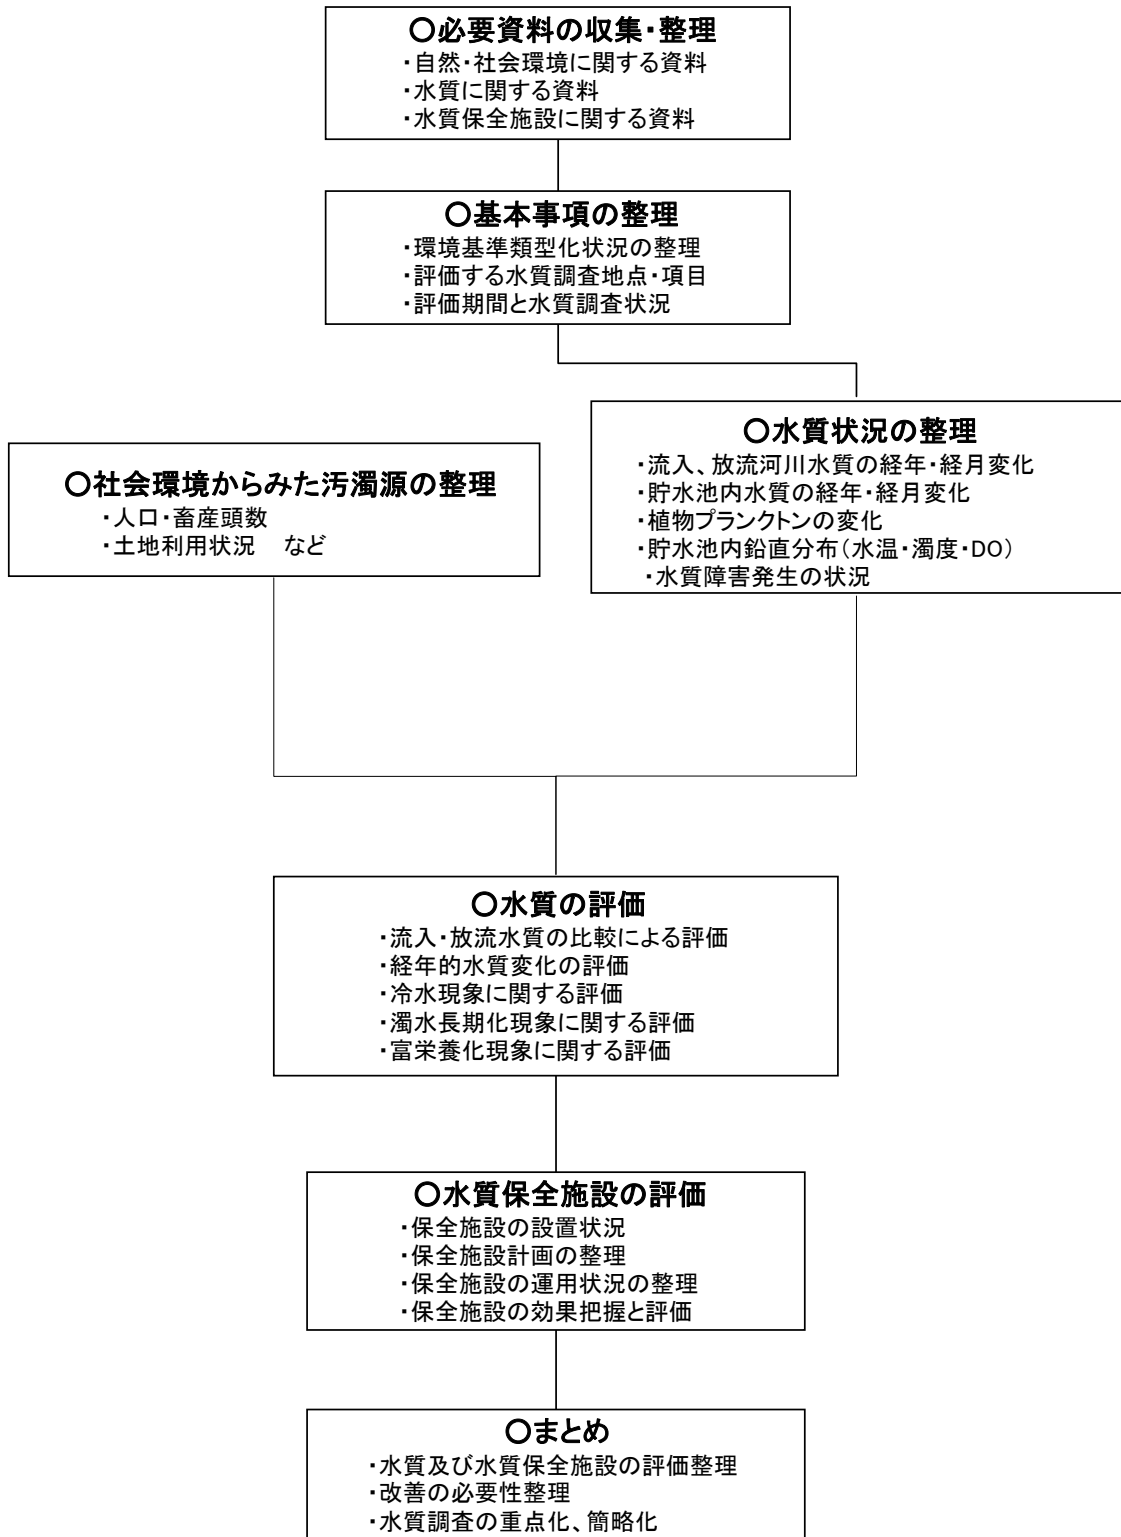 ○必要資料の収集・整理
・自然・社会環境に関する資料
・水質に関する資料
・水質保全施設に関する資料
○基本事項の整理
・環境基準類型化状況の整理
・評価する水質調査地点・項目
・評価期間と水質調査状況
○社会環境からみた汚濁源の整理
・人口・畜産頭数
・土地利用状況　など
○水質状況の整理
・流入、放流河川水質の経年・経月変化
・貯水池内水質の経年・経月変化
・植物プランクトンの変化
・貯水池内鉛直分布(水温・濁度・DO)
・水質障害発生の状況
○水質の評価
・流入・放流水質の比較による評価
・経年的水質変化の評価
・冷水現象に関する評価
・濁水長期化現象に関する評価
・富栄養化現象に関する評価
○水質保全施設の評価
・保全施設の設置状況
・保全施設計画の整理
・保全施設の運用状況の整理
・保全施設の効果把握と評価
○まとめ
・水質及び水質保全施設の評価整理
・改善の必要性整理
・水質調査の重点化、簡略化